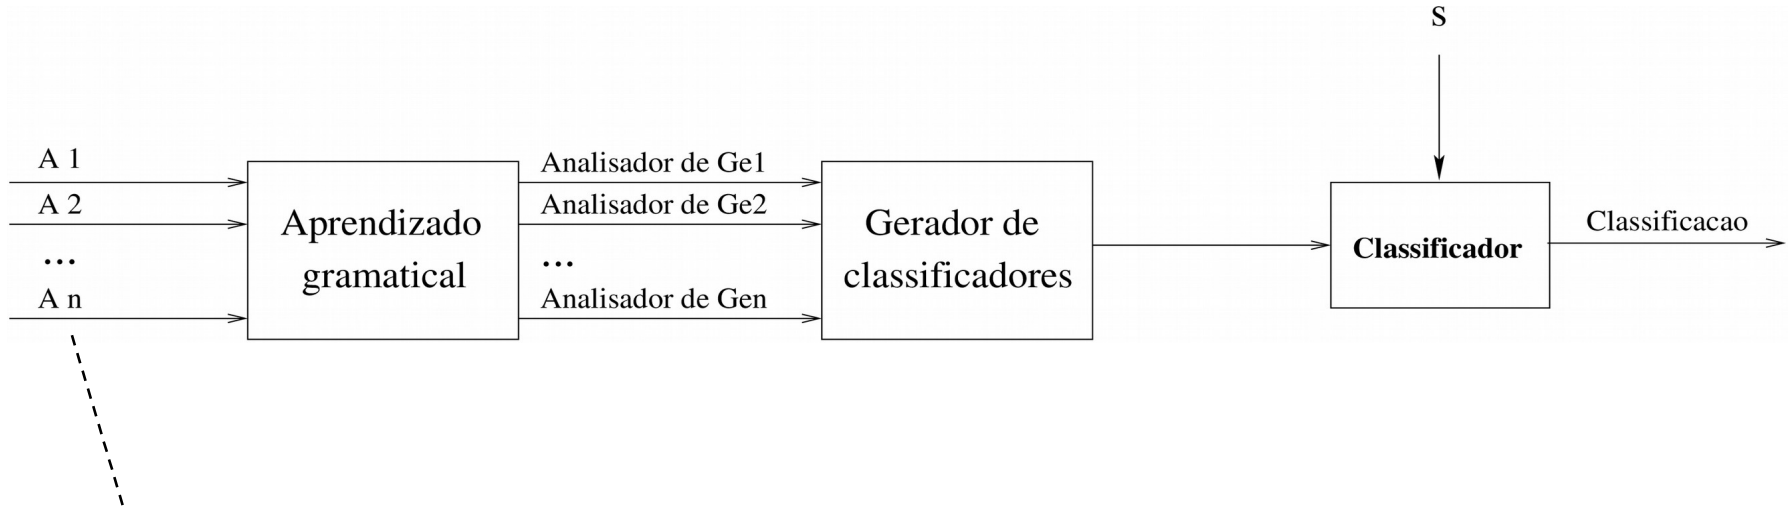 S
A 1
A 2
...
A n
Aprendizado
gramatical
Analisador de Ge1
Analisador de Ge2
...
Analisador de Gen
Gerador de
classificadores
Classificador
Classificacao